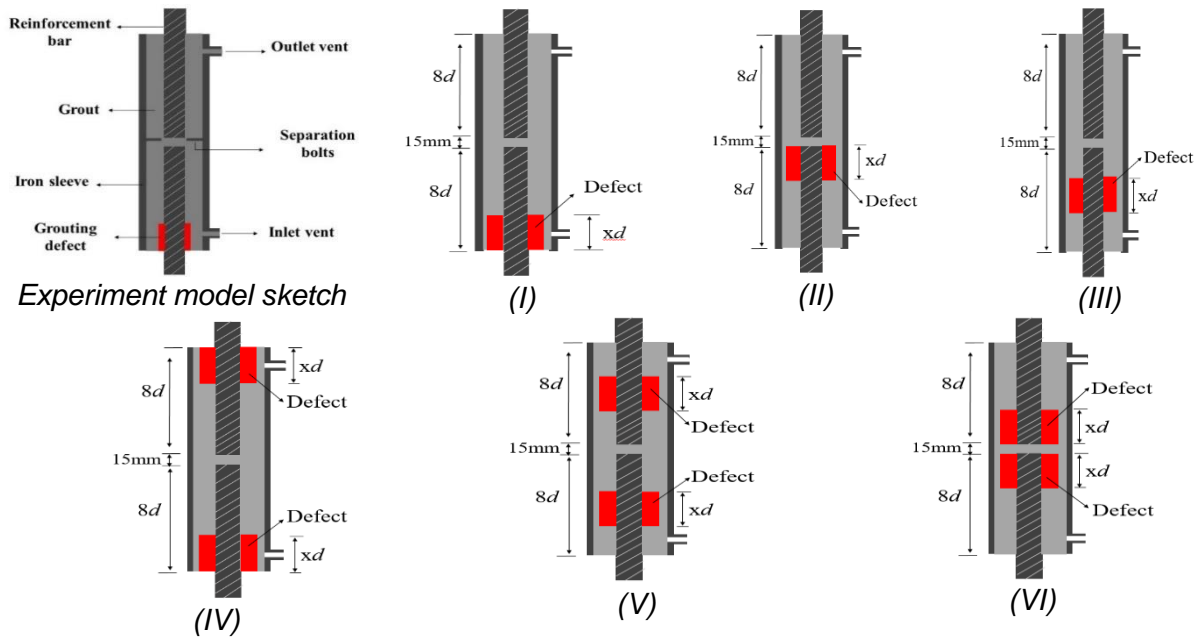 Reinforcement
bar
Outlet vent
Grout
Separation
bolts
Iron sleeve
Grouting
defect
Inlet vent
Experiment model sketch
8d
15mm
8d
Defect
xd
(I)
8d
15mm
8d
xd
Defect
(II)
8d
15mm
8d
Defect
xd
(III)
8d
15mm
8d
xd
Defect
Defect
xd
(IV)
8d
15mm
8d
xd
Defect
Defect
xd
(V)
8d
15mm
8d
Defect
xd
xd
Defect
(VI)